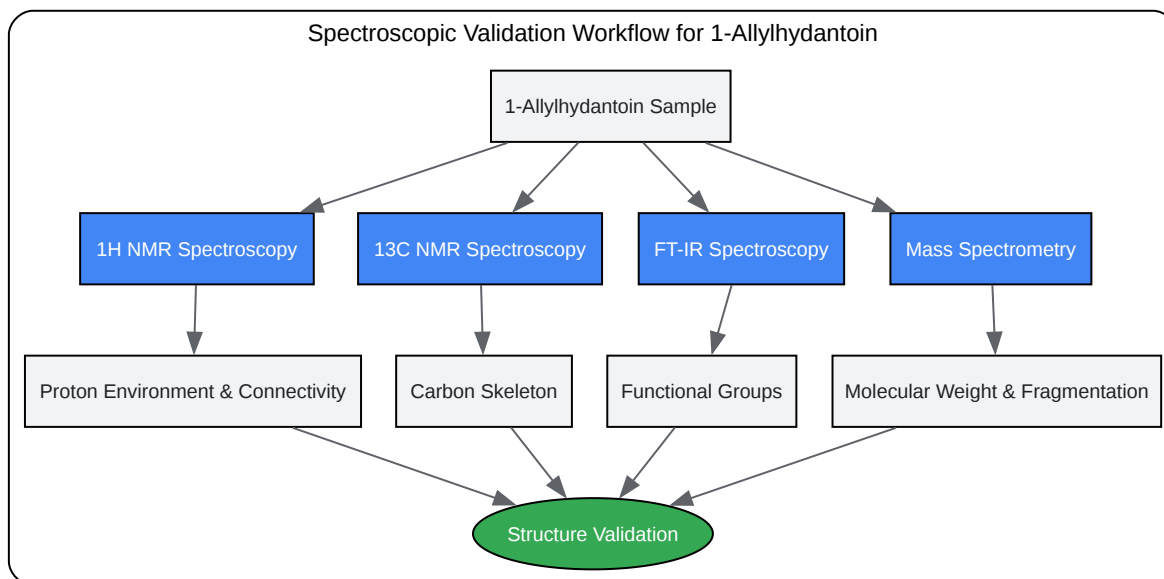 Spectroscopic Validation Workflow for 1-Allylhydantoin
1-Allylhydantoin Sample
1H NMR Spectroscopy
13C NMR Spectroscopy
FT-IR Spectroscopy
Mass Spectrometry
Proton Environment & Connectivity
Carbon Skeleton
Functional Groups
Molecular Weight & Fragmentation
Structure Validation